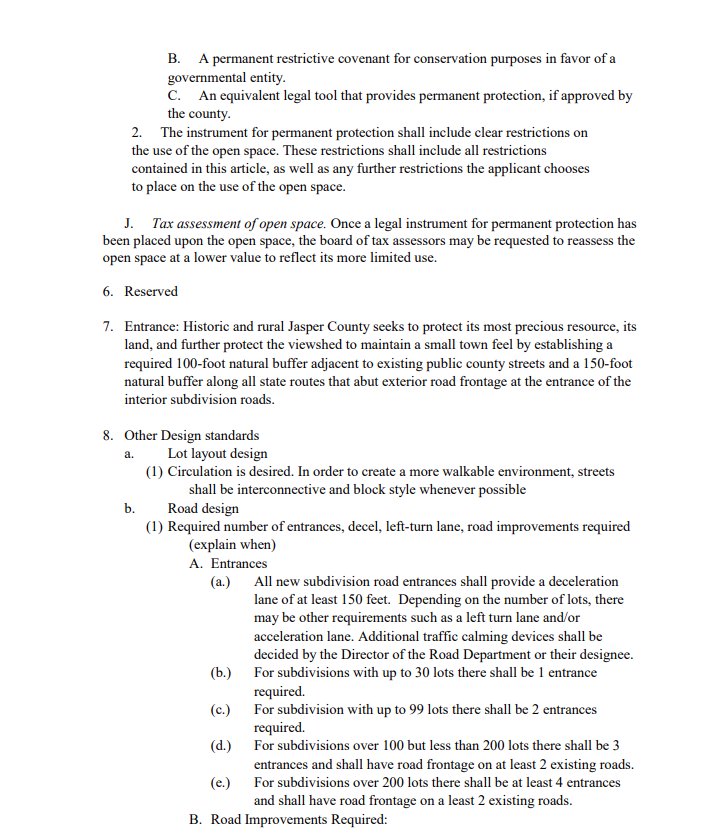 B. A permanent restrictive covenant for conservation purposes in favor of a
governmental entity.
C. An equivalent legal tool that provides permanent protection, if approved by
the county.
2. The instrument for permanent protection shall include clear restrictions on
the use of the open space. These restrictions shall include all restrictions
contained in this article, as well as any further restrictions the applicant chooses
to place on the use of the open space.
J. Tax assessment of open space. Once a legal instrument for permanent protection has
been placed upon the open space, the board of tax assessors may be requested to reassess the
open space at a lower value to reflect its more limited use.
6. Reserved
7. Entrance: Historic and rural Jasper County seeks to protect its most precious resource, its
land, and further protect the viewshed to maintain a small town feel by establishing a
required 100-foot natural buffer adjacent to existing public county streets and a 150-foot
natural buffer along all state routes that abut exterior road frontage at the entrance of the
interior subdivision roads.
8. Other Design standards
a. Lot layout design
(1) Circulation is desired. In order to create a more walkable environment, streets
shall be interconnective and block style whenever possible
b. Road design
(1) Required number of entrances, decel, left-turn lane, road improvements required
(explain when)
A. Entrances
(a.) All new subdivision road entrances shall provide a deceleration
lane of at least 150 feet. Depending on the number of lots, there
may be other requirements such as a left turn lane and/or
acceleration lane. Additional traffic calming devices shall be
decided by the Director of the Road Department or their designee.
(b.) For subdivisions with up to 30 lots there shall be 1 entrance
required.
(c.) For subdivision with up to 99 lots there shall be 2 entrances
required.
(d.) For subdivisions over 100 but less than 200 lots there shall be 3
entrances and shall have road frontage on at least 2 existing roads.
(e.) For subdivisions over 200 lots there shall be at least 4 entrances
and shall have road frontage on a least 2 existing roads.
B. Road Improvements Required: